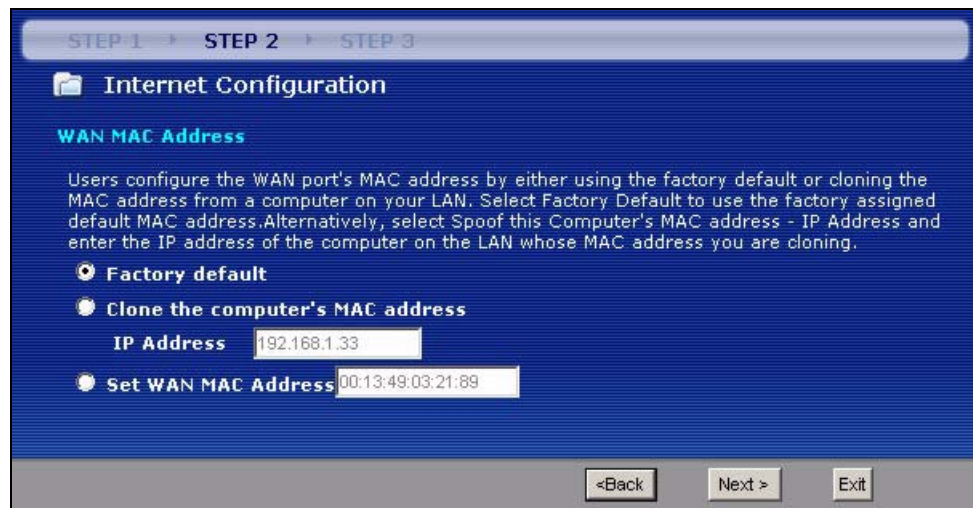 STEP 1 STEP 2 STEP 3
Internet Configuration
WAN MAC Address
Users configure the WAN port's MAC address by either using the factory default or cloning the
MAC address from a computer on your LAN. Select Factory Default to use the factory assigned
default MAC address.Alternatively, select Spoof this Computer's MAC address - IP Address and
enter the IP address of the computer on the LAN whose MAC address you are cloning.
Factory default
Clone the computer's MAC address
IP Address 192.168.1.33
Set WAN MAC Address 00:13:49:03:21:89
<Back Next > Exit